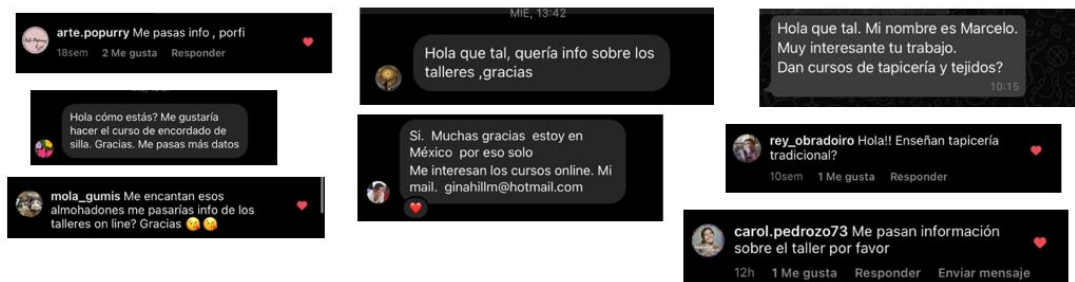 arte.popurry Me pasas info , porfi
18sem 2 Me gusta Responder
Hola cómo estás? Me gustaría
hacer el curso de encordado de
silla. Gracias. Me pasas más datos
mola_gumis Me encantan esos
almohadones me pasarías info de los
talleres on line? Gracias 😘😘
MIÉ, 13:42
Hola que tal, quería info sobre los
talleres ,gracias
Si. Muchas gracias estoy en
México por eso solo
Me interesan los cursos online. Mi
mail. ginahillm@hotmail.com
Hola que tal. Mi nombre es Marcelo.
Muy interesante tu trabajo.
Dan cursos de tapicería y tejidos?
10:15
rey_obradoiro Hola!! Enseñan tapicería
tradicional?
10sem 1 Me gusta Responder
carol.pedrozo73 Me pasan información
sobre el taller por favor
12h 1 Me gusta Responder Enviar mensaje